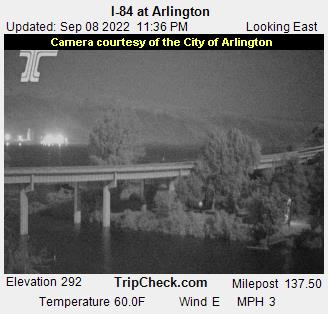 I-84 at Arlington
Updated: Sep 08 2022 11:36 PM Looking East
Camera courtesy of the City of Arlington
Elevation 292 TripCheck.com Milepost 137.50
Temperature 60.0F Wind E MPH 3